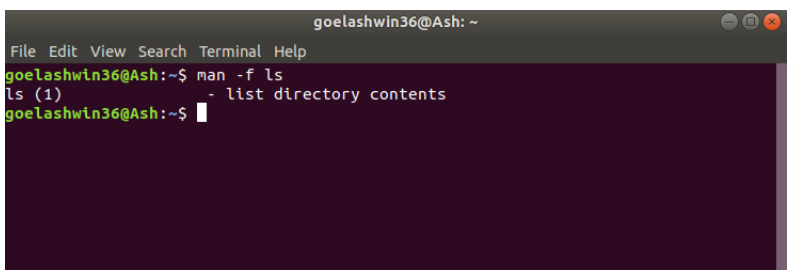 goelashwin36@Ash: ~
File Edit View Search Terminal Help
goelashwin36@Ash:~$ man -f ls
ls (1)               - list directory contents
goelashwin36@Ash:~$